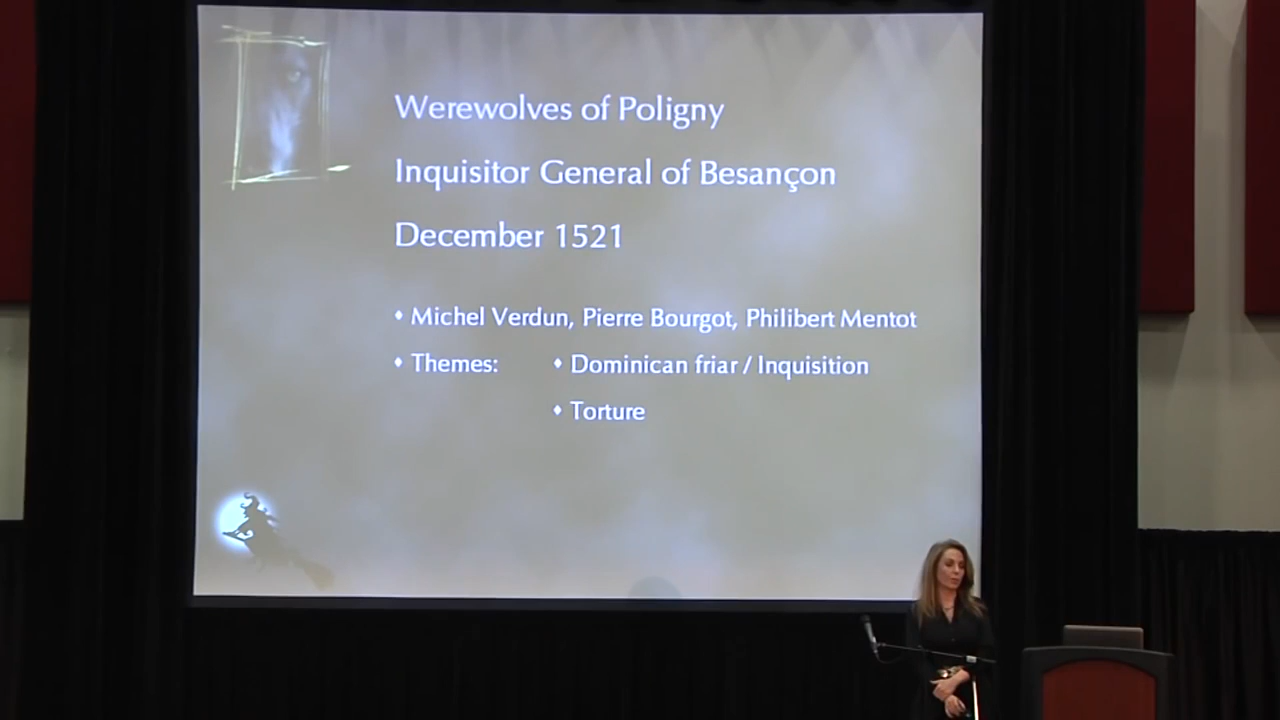 Werewolves of Poligny
Inquisitor General of Besançon
December 1521
• Michel Verdun, Pierre Bourgot, Philibert Mentot
• Themes: • Dominican friar / Inquisition
• Torture